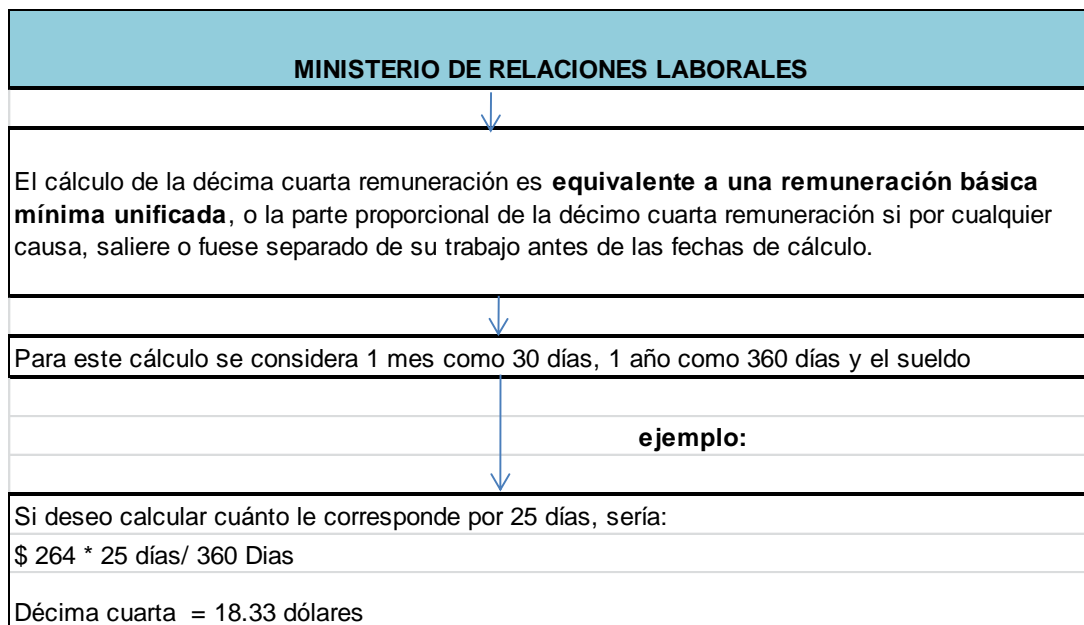 MINISTERIO DE RELACIONES LABORALES
El cálculo de la décima cuarta remuneración es equivalente a una remuneración básica
mínima unificada, o la parte proporcional de la décimo cuarta remuneración si por cualquier
causa, saliere o fuese separado de su trabajo antes de las fechas de cálculo.
Para este cálculo se considera 1 mes como 30 días, 1 año como 360 días y el sueldo
ejemplo:
Si deseo calcular cuánto le corresponde por 25 días, sería:
$ 264 * 25 días/ 360 Dias
Décima cuarta = 18.33 dólares